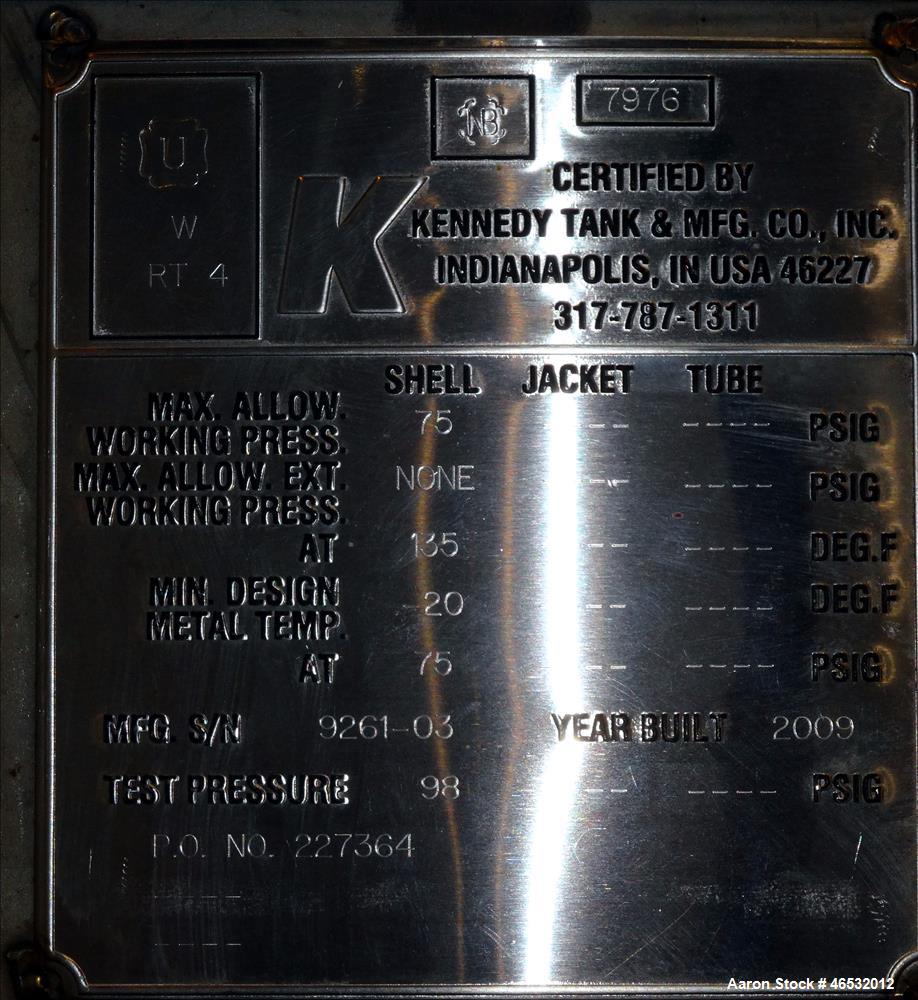 U
W
RT 4
NB
7976
K
CERTIFIED BY
KENNEDY TANK & MFG. CO., INC.
INDIANAPOLIS, IN USA 46227
317-787-1311
SHELL JACKET TUBE
MAX. ALLOW.
WORKING PRESS. 75 ---- ---- PSIG
MAX. ALLOW. EXT.
WORKING PRESS. NONE ---- ---- PSIG
AT 135 ---- ---- DEG.F
MIN. DESIGN
METAL TEMP. -20 ---- ---- DEG.F
AT 75 ---- ---- PSIG
MFG. S/N 9261-03 YEAR BUILT 2009
TEST PRESSURE 98 ---- ---- PSIG
P.O. NO. 227364
----
----
Aaron Stock # 46532012